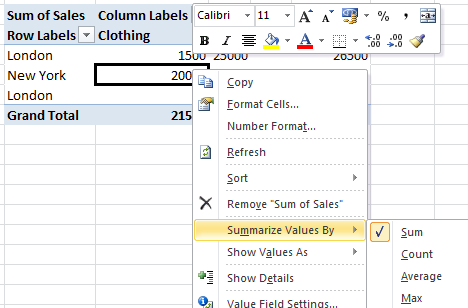 Sum of Sales Column Labels
Calibri 11 A A $ % ,
Row Labels Clothing
B I A .0 .00 .00 .0
London 1500 25000 26500
New York 200
London
Grand Total 215
Copy
Format Cells...
Number Format...
Refresh
Sort
Remove "Sum of Sales"
Summarize Values By
Show Values As
Show Details
Value Field Settings...
Sum
Count
Average
Max